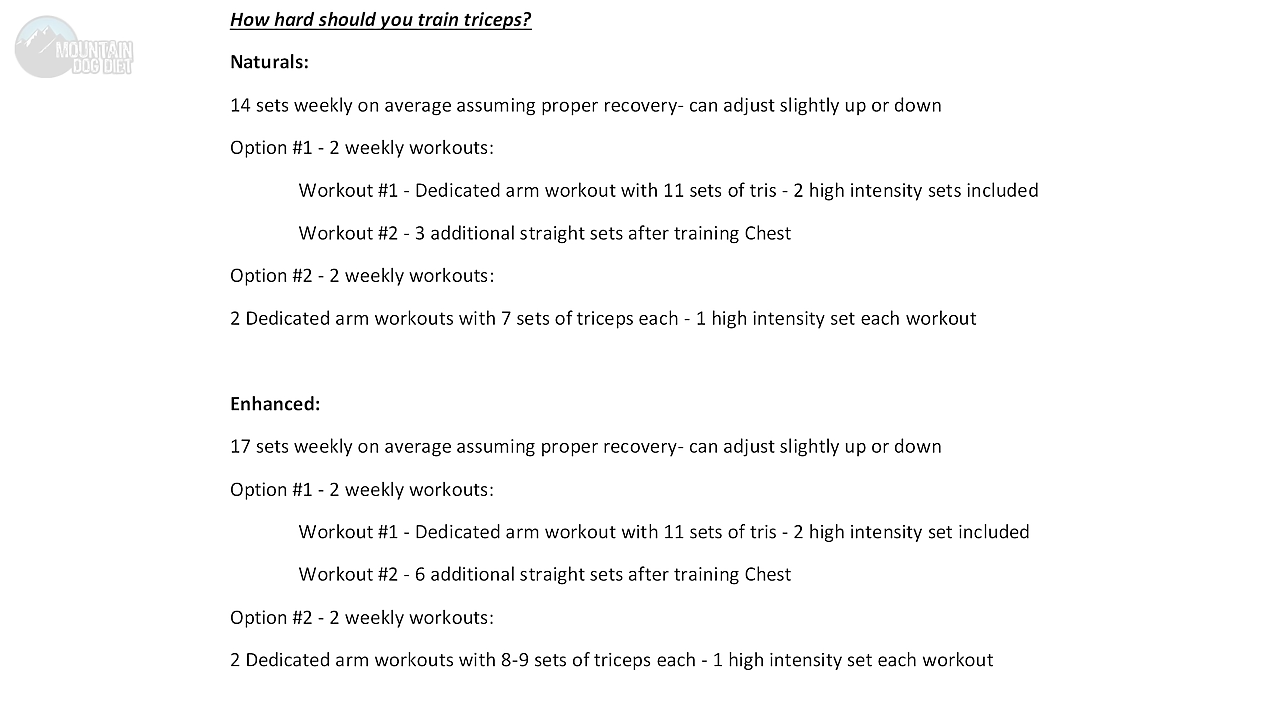 MOUNTAIN
DOG DIET
How hard should you train triceps?
Naturals:
14 sets weekly on average assuming proper recovery- can adjust slightly up or down
Option #1 - 2 weekly workouts:
Workout #1 - Dedicated arm workout with 11 sets of tris - 2 high intensity sets included
Workout #2 - 3 additional straight sets after training Chest
Option #2 - 2 weekly workouts:
2 Dedicated arm workouts with 7 sets of triceps each - 1 high intensity set each workout
Enhanced:
17 sets weekly on average assuming proper recovery- can adjust slightly up or down
Option #1 - 2 weekly workouts:
Workout #1 - Dedicated arm workout with 11 sets of tris - 2 high intensity set included
Workout #2 - 6 additional straight sets after training Chest
Option #2 - 2 weekly workouts:
2 Dedicated arm workouts with 8-9 sets of triceps each - 1 high intensity set each workout